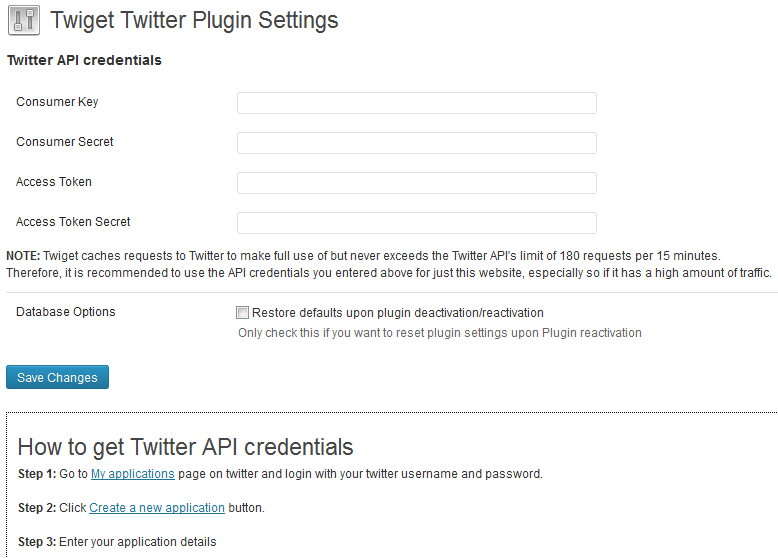 Twiget Twitter Plugin Settings
Twitter API credentials
Consumer Key
Consumer Secret
Access Token
Access Token Secret
NOTE: Twiget caches requests to Twitter to make full use of but never exceeds the Twitter API's limit of 180 requests per 15 minutes.
Therefore, it is recommended to use the API credentials you entered above for just this website, especially so if it has a high amount of traffic.
Database Options
Restore defaults upon plugin deactivation/reactivation
Only check this if you want to reset plugin settings upon Plugin reactivation
Save Changes
How to get Twitter API credentials
Step 1: Go to My applications page on twitter and login with your twitter username and password.
Step 2: Click Create a new application button.
Step 3: Enter your application details